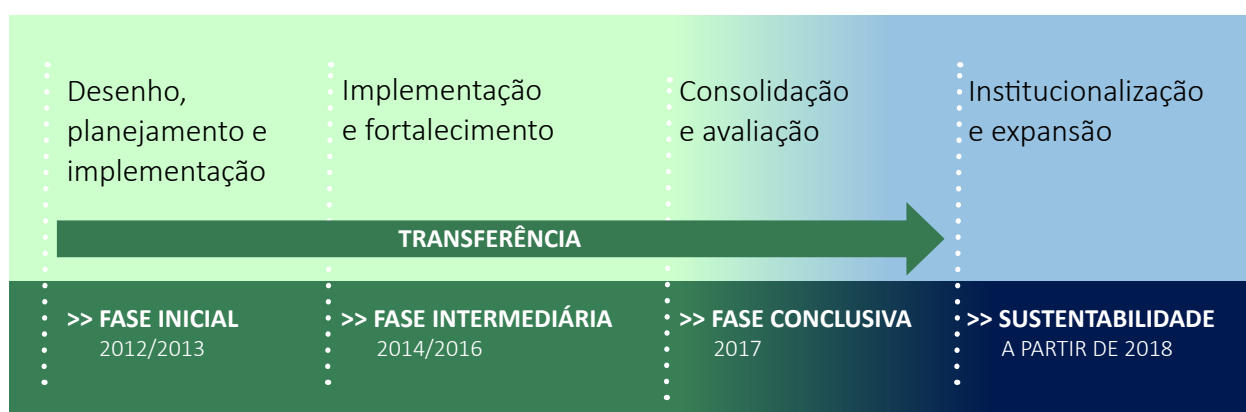 Desenho,
planejamento e
implementação
Implementação
e fortalecimento
Consolidação
e avaliação
Institucionalização
e expansão
TRANSFERÊNCIA
>> FASE INICIAL
2012/2013
>> FASE INTERMEDIÁRIA
2014/2016
>> FASE CONCLUSIVA
2017
>> SUSTENTABILIDADE
A PARTIR DE 2018